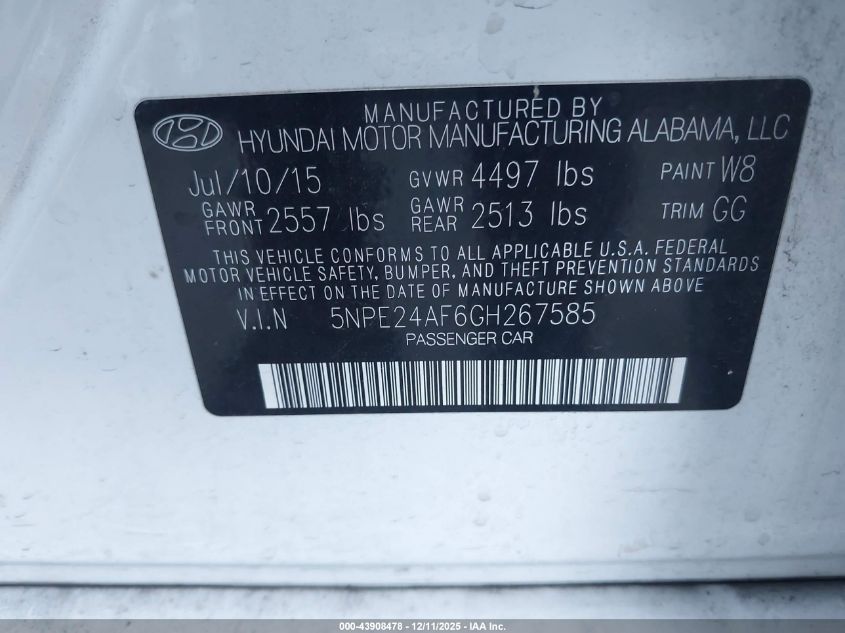 MANUFACTURED BY
HYUNDAI MOTOR MANUFACTURING ALABAMA, LLC
Jul/10/15 GVWR 4497 lbs PAINT W8
GAWR FRONT 2557 lbs GAWR REAR 2513 lbs TRIM GG
THIS VEHICLE CONFORMS TO ALL APPLICABLE U.S.A. FEDERAL
MOTOR VEHICLE SAFETY, BUMPER, AND THEFT PREVENTION STANDARDS
IN EFFECT ON THE DATE OF MANUFACTURE SHOWN ABOVE
V.I.N 5NPE24AF6GH267585
PASSENGER CAR
000-43908478 - 12/11/2025 - IAA Inc.